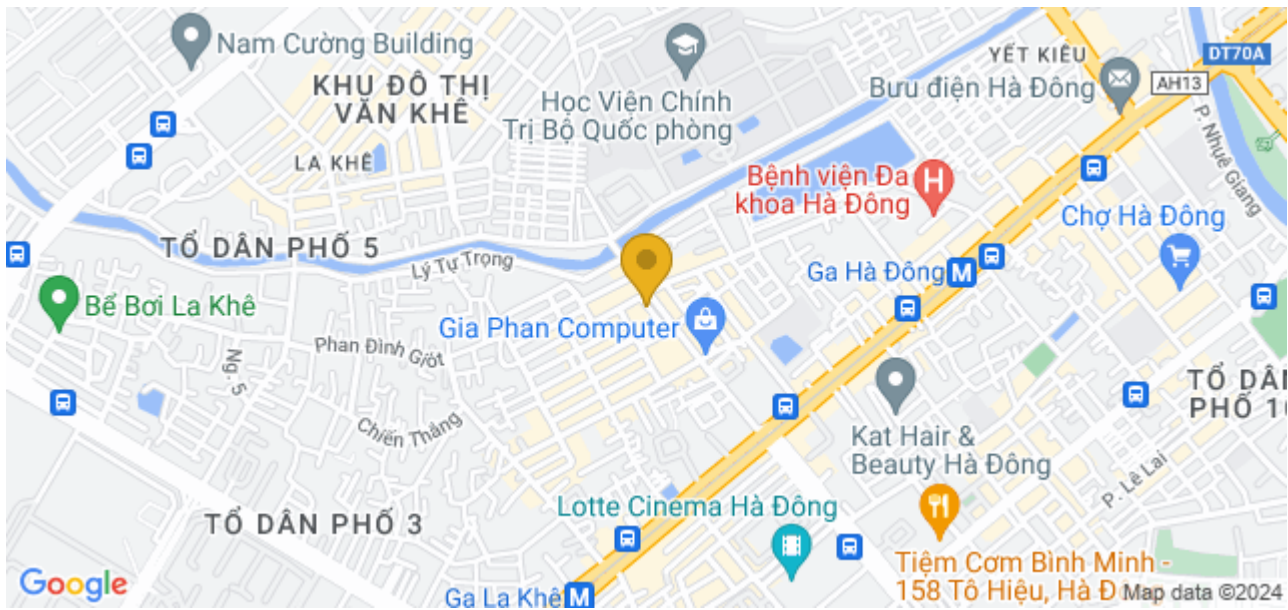 Nam Cường Building
KHU ĐÔ THỊ
VĂN KHÊ
LA KHÊ
Học Viện Chính
Trị Bộ Quốc phòng
YẾT KIÊU
Bưu điện Hà Đông
DT70A
AH13
P. Nhuệ Giang
Bệnh viện Đa
khoa Hà Đông
H
Chợ Hà Đông
TỔ DÂN PHỐ 5
Lý Tự Trọng
Ga Hà Đông
M
Bể Bơi La Khê
Gia Phan Computer
Phan Đình Giót
Ng. 5
Chiến Thắng
TỔ DÂN
PHỐ 10
Kat Hair &
Beauty Hà Đông
P. Lê Lai
TỔ DÂN PHỐ 3
Lotte Cinema Hà Đông
Tiệm Cơm Bình Minh -
158 Tô Hiệu, Hà Đ
Google
Ga La Khê
M
Map data ©2024